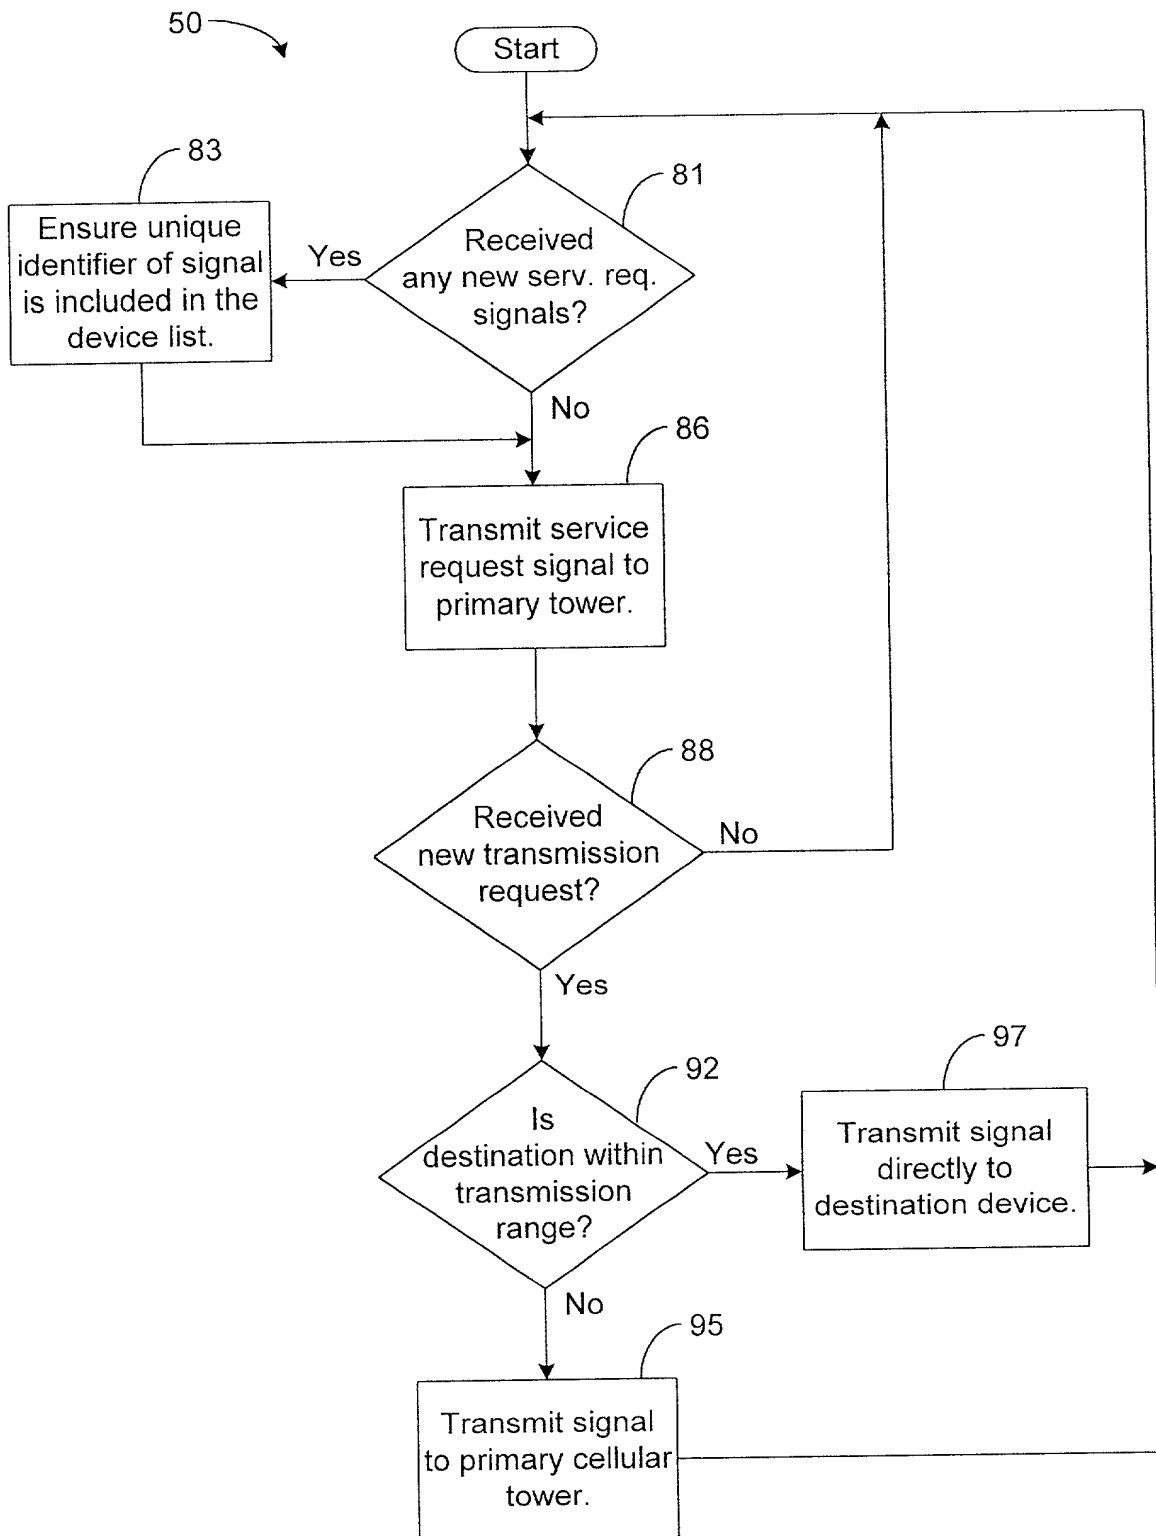 50
Start
83
81
Ensure unique
identifier of signal
is included in the
device list.
Yes
Received
any new serv. req.
signals?
No
86
Transmit service
request signal to
primary tower.
88
Received
new transmission
request?
No
Yes
92
97
Is
destination within
transmission
range?
Yes
Transmit signal
directly to
destination device.
No
95
Transmit signal
to primary cellular
tower.